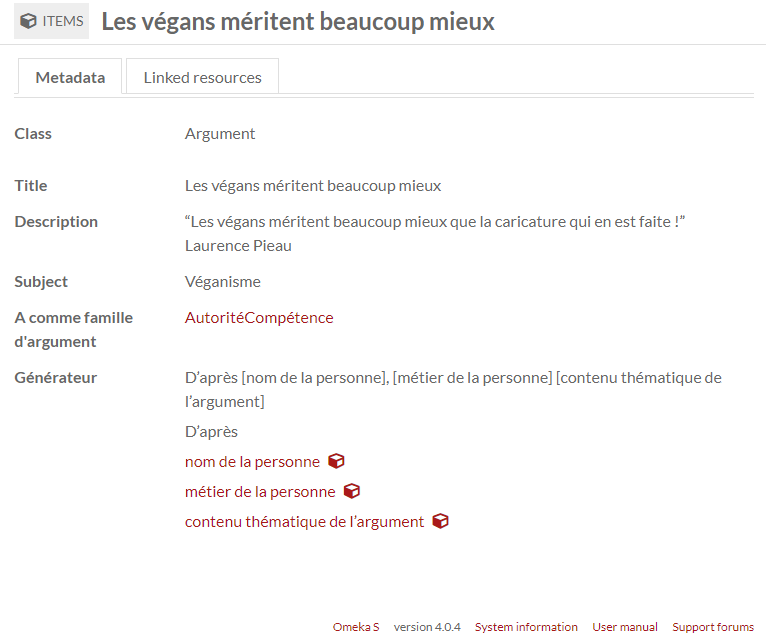 ITEMS Les végans méritent beaucoup mieux
Metadata Linked resources
Class Argument
Title Les végans méritent beaucoup mieux
Description “Les végans méritent beaucoup mieux que la caricature qui en est faite !”
Laurence Pieau
Subject Véganisme
A comme famille AutoritéCompétence
d'argument
Générateur D’après [nom de la personne], [métier de la personne] [contenu thématique de
l’argument]
D’après
nom de la personne
métier de la personne
contenu thématique de l’argument
Omeka S version 4.0.4 System information User manual Support forums